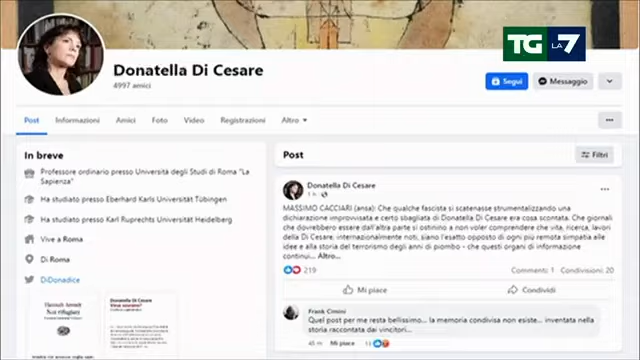 TG LA 7
Donatella Di Cesare
4997 amici
Segui
Messaggio
Post Informazioni Amici Foto Video Registrazioni Altro
In breve
Professore ordinario presso Università degli Studi di Roma "La
Sapienza"
Ha studiato presso Eberhard Karls Universität Tübingen
Ha studiato presso Karl Ruprechts Universität Heidelberg
Vive a Roma
Di Roma
DiDonadice
Hannah Arendt
Donatella Di Cesare
Post
Filtri
Donatella Di Cesare
1 h
MASSIMO CACCIARI (ansa): Che qualche fascista si scatenasse strumentalizzando una
dichiarazione improvvisata e certo sbagliata di Donatella Di Cesare era cosa scontata. Che giornali
che dovrebbero essere dall'altra parte si ostinino a non voler comprendere che vita, ricerca, lavori
della Di Cesare, internazionalmente noti, siano l'esatto opposto di ogni più remota simpatia alle
idee e alla storia del terrorismo degli anni di piombo – che questi organi di informazione
continui... Altro...
219
Commenti: 1 Condivisioni: 20
Mi piace
Condividi
Frank Cimini
Quel post per me resta bellissimo... la memoria condivisa non esiste... inventata nella
storia raccontata dai vincitori...
45 m Mi piace 11